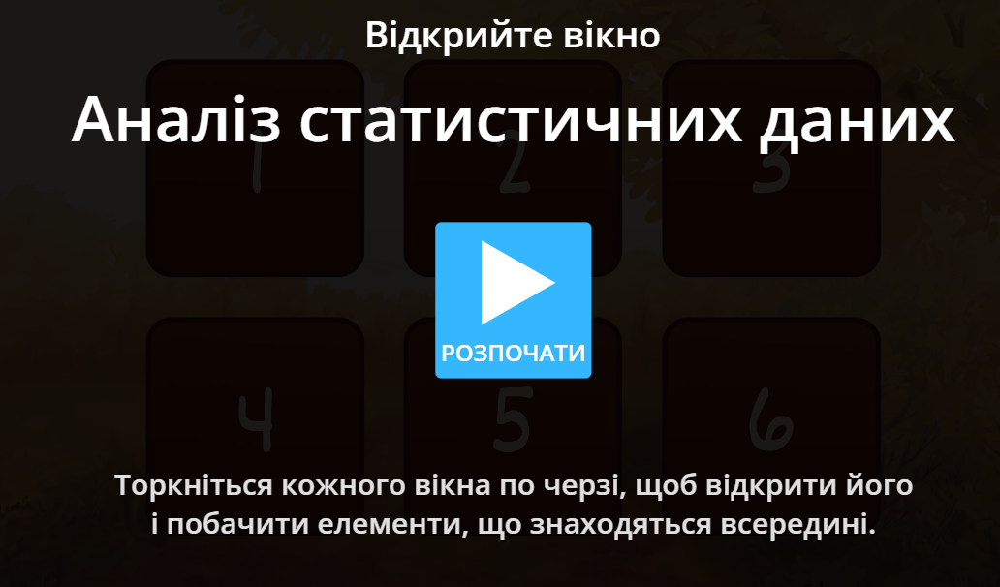 Відкрийте вікно
Аналіз статистичних даних
1 2 3
РОЗПОЧАТИ
4 5 6
Торкніться кожного вікна по черзі, щоб відкрити його
і побачити елементи, що знаходяться всередині.